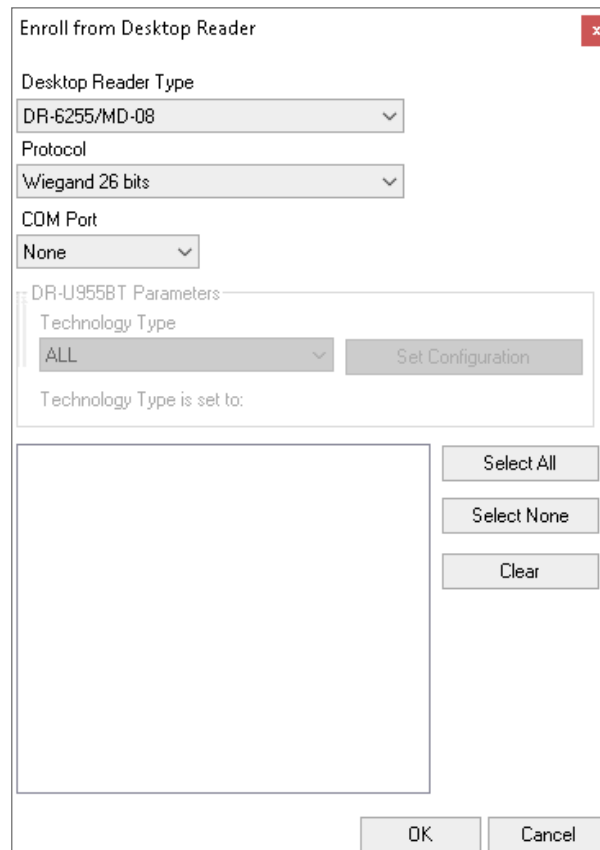 Enroll from Desktop Reader
x
Desktop Reader Type
DR-6255/MD-08
Protocol
Wiegand 26 bits
COM Port
None
DR-U955BT Parameters
Technology Type
ALL
Set Configuration
Technology Type is set to:
Select All
Select None
Clear
OK
Cancel